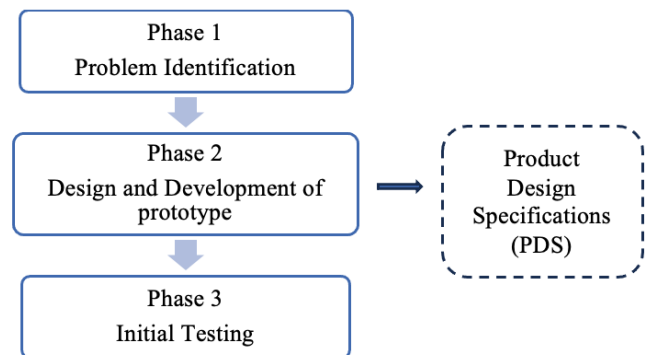 Phase 1
Problem Identification
Phase 2
Design and Development of
prototype
Product
Design
Specifications
(PDS)
Phase 3
Initial Testing